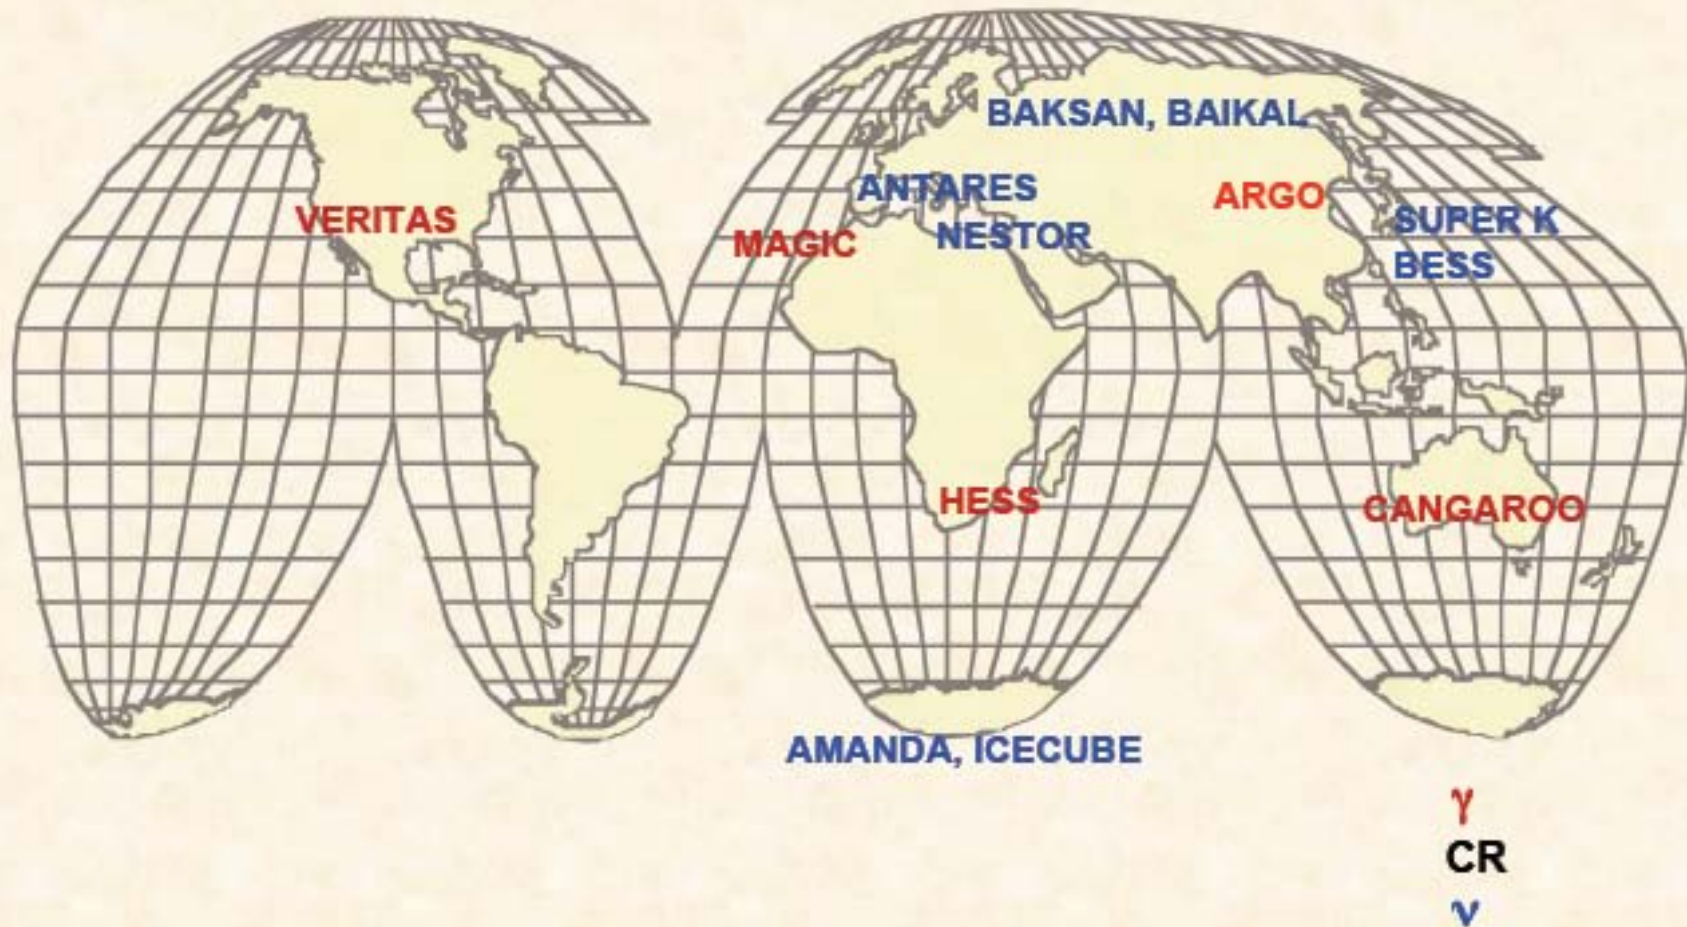 BAKSAN, BAIKAL
ANTARES
ARGO
VERITAS
MAGIC
NESTOR
SUPER K
BESS
HESS
CANGAROO
AMANDA, ICECUBE
γ
CR
ν